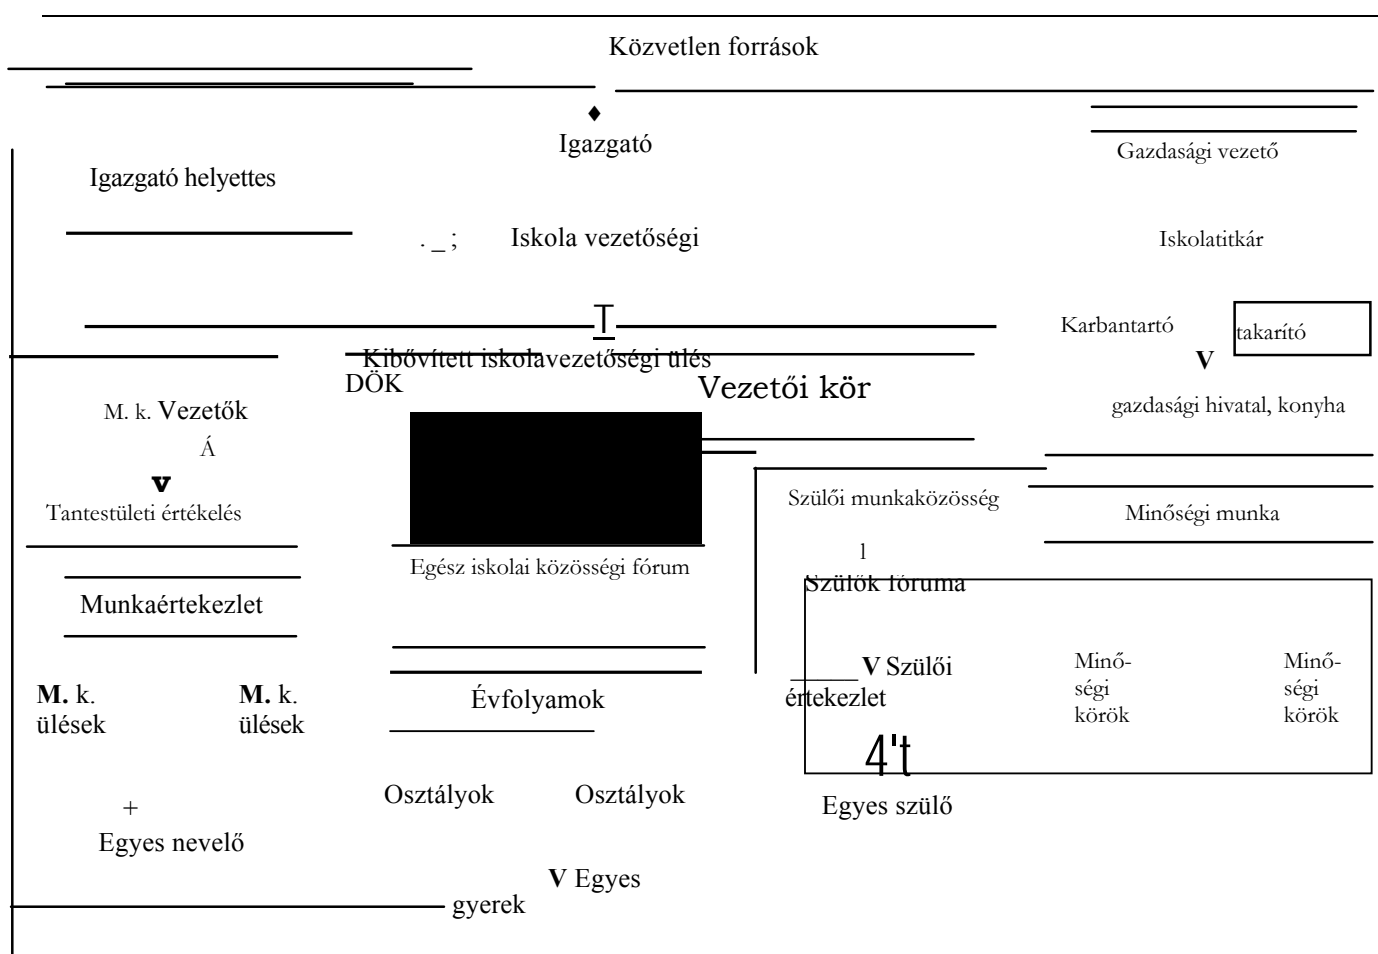 Közvetlen források
♦
Igazgató
Gazdasági vezető
Igazgató helyettes
. _ ; Iskola vezetőségi
Iskolatitkár
T
Karbantartó
takarító
Kibővített iskolavezetőségi ülés
DÖK
Vezetői kör
V
M. k. Vezetők
gazdasági hivatal, konyha
Á
v
Tantestületi értékelés
Szülői munkaközösség
Minőségi munka
l
Egész iskolai közösségi fórum
Szülők fóruma
Munkaértekezlet
_____ V Szülői
értekezlet
Minő-
ségi
körök
Minő-
ségi
körök
M. k.
ülések
M. k.
ülések
Évfolyamok
4't
Osztályok
Osztályok
Egyes szülő
+
Egyes nevelő
V Egyes
gyerek